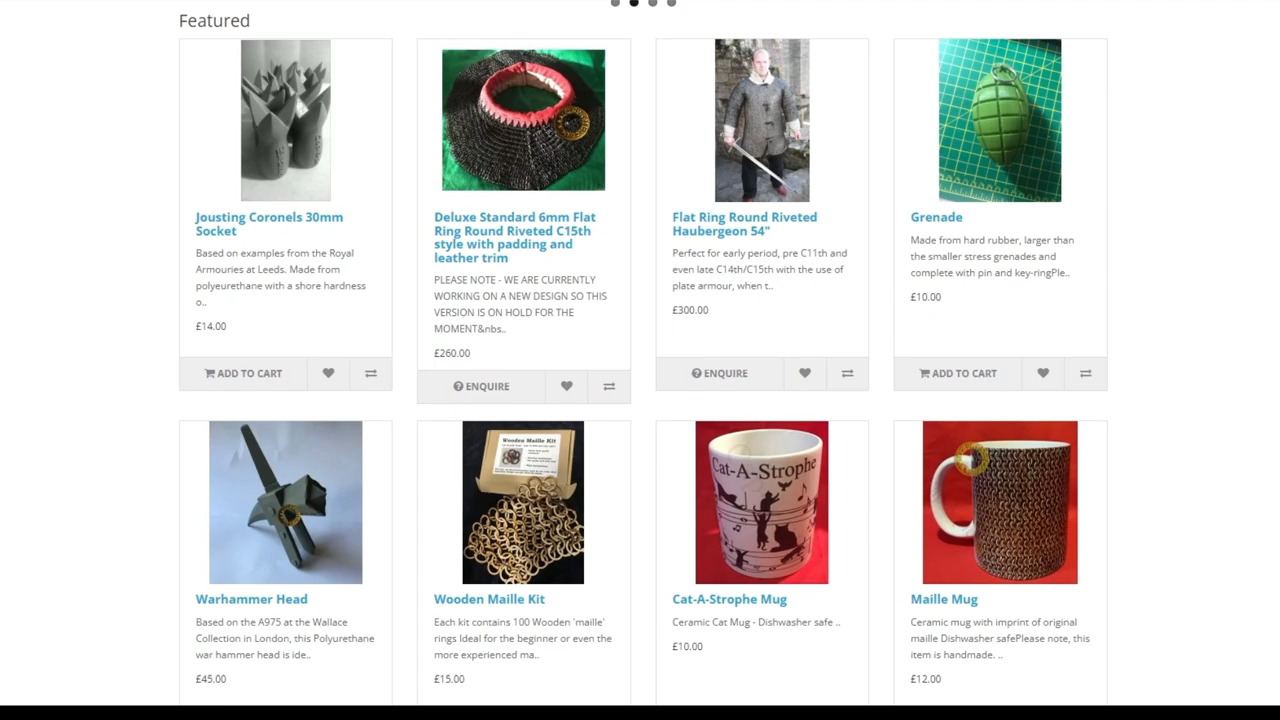 Featured
Jousting Coronels 30mm
Socket
Based on examples from the Royal
Armouries at Leeds. Made from
polyeurethane with a shore hardness
o..
£14.00
ADD TO CART
Deluxe Standard 6mm Flat
Ring Round Riveted C15th
style with padding and
leather trim
PLEASE NOTE - WE ARE CURRENTLY
WORKING ON A NEW DESIGN SO THIS
VERSION IS ON HOLD FOR THE
MOMENT&nbs..
£260.00
ENQUIRE
Flat Ring Round Riveted
Haubergeon 54"
Perfect for early period, pre C11th and
even late C14th/C15th with the use of
plate armour, when t..
£300.00
ENQUIRE
Grenade
Made from hard rubber, larger than
the smaller stress grenades and
complete with pin and key-ringPle..
£10.00
ADD TO CART
Warhammer Head
Based on the A975 at the Wallace
Collection in London, this Polyurethane
war hammer head is ide..
£45.00
Wooden Maille Kit
Wooden Maille Kit
Each kit contains 100 Wooden 'maille'
rings Ideal for the beginner or even the
more experienced ma..
£15.00
Cat-A-Strophe
Cat-A-Strophe Mug
Ceramic Cat Mug - Dishwasher safe ..
£10.00
Maille Mug
Ceramic mug with imprint of original
maille Dishwasher safePlease note, this
item is handmade. ..
£12.00